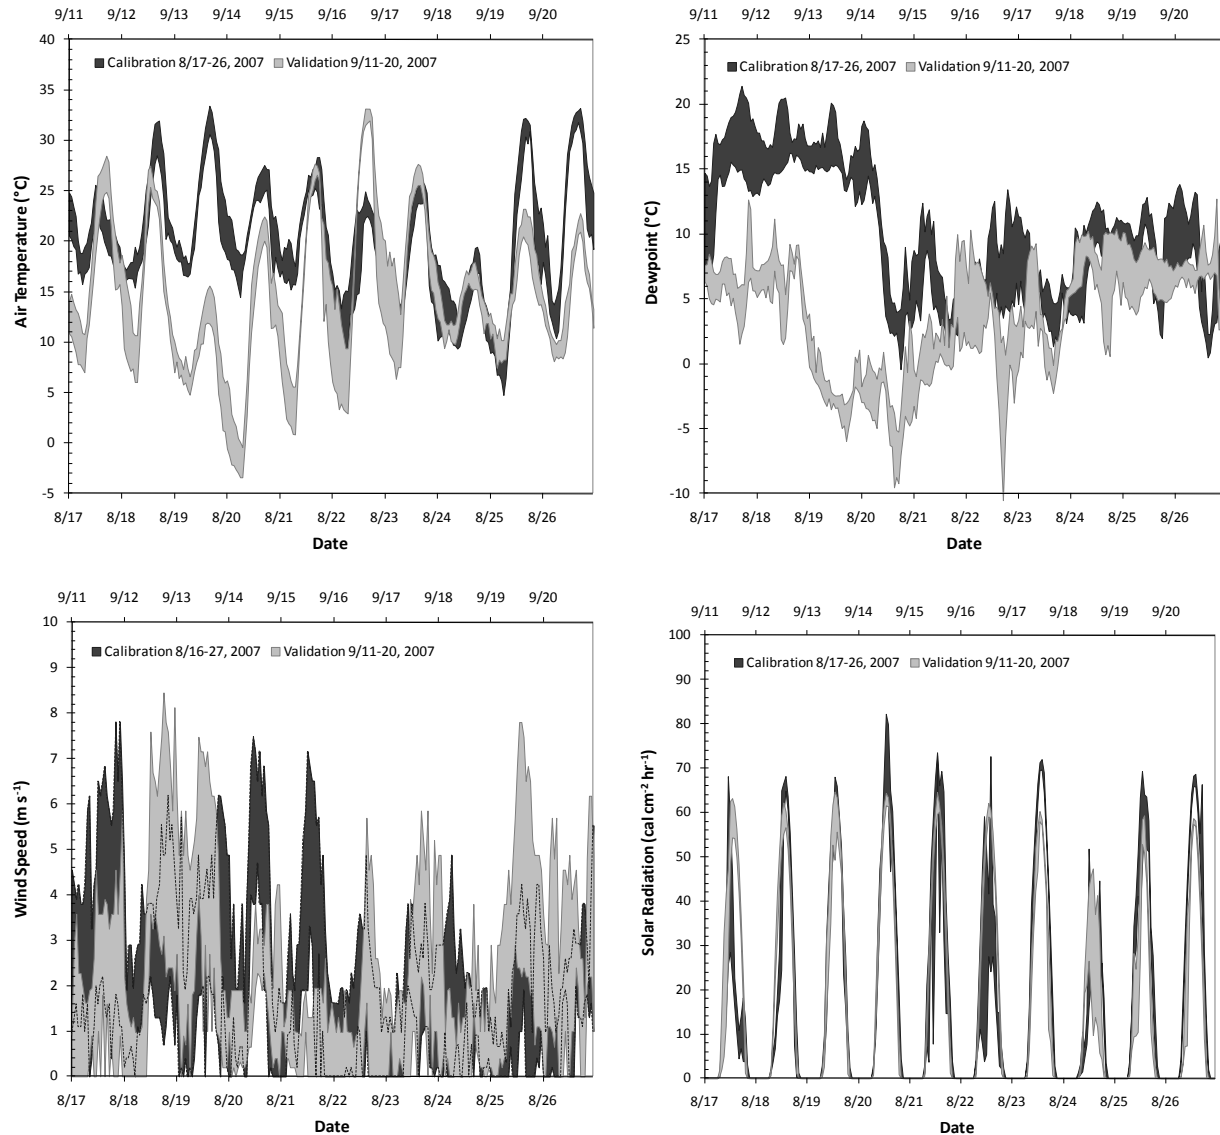 9/11 9/12 9/13 9/14 9/15 9/16 9/17 9/18 9/19 9/20
40
35
30
25
20
15
10
5
0
-5
Air Temperature (°C)
Calibration 8/17-26, 2007 Validation 9/11-20, 2007
8/17 8/18 8/19 8/20 8/21 8/22 8/23 8/24 8/25 8/26
Date
9/11 9/12 9/13 9/14 9/15 9/16 9/17 9/18 9/19 9/20
25
20
15
10
5
0
-5
-10
Dewpoint (°C)
Calibration 8/17-26, 2007 Validation 9/11-20, 2007
8/17 8/18 8/19 8/20 8/21 8/22 8/23 8/24 8/25 8/26
Date
9/11 9/12 9/13 9/14 9/15 9/16 9/17 9/18 9/19 9/20
10
9
8
7
6
5
4
3
2
1
0
Wind Speed (m s⁻¹)
Calibration 8/16-27, 2007 Validation 9/11-20, 2007
8/17 8/18 8/19 8/20 8/21 8/22 8/23 8/24 8/25 8/26
Date
9/11 9/12 9/13 9/14 9/15 9/16 9/17 9/18 9/19 9/20
100
90
80
70
60
50
40
30
20
10
0
Solar Radiation (cal cm⁻² hr⁻¹)
Calibration 8/17-26, 2007 Validation 9/11-20, 2007
8/17 8/18 8/19 8/20 8/21 8/22 8/23 8/24 8/25 8/26
Date